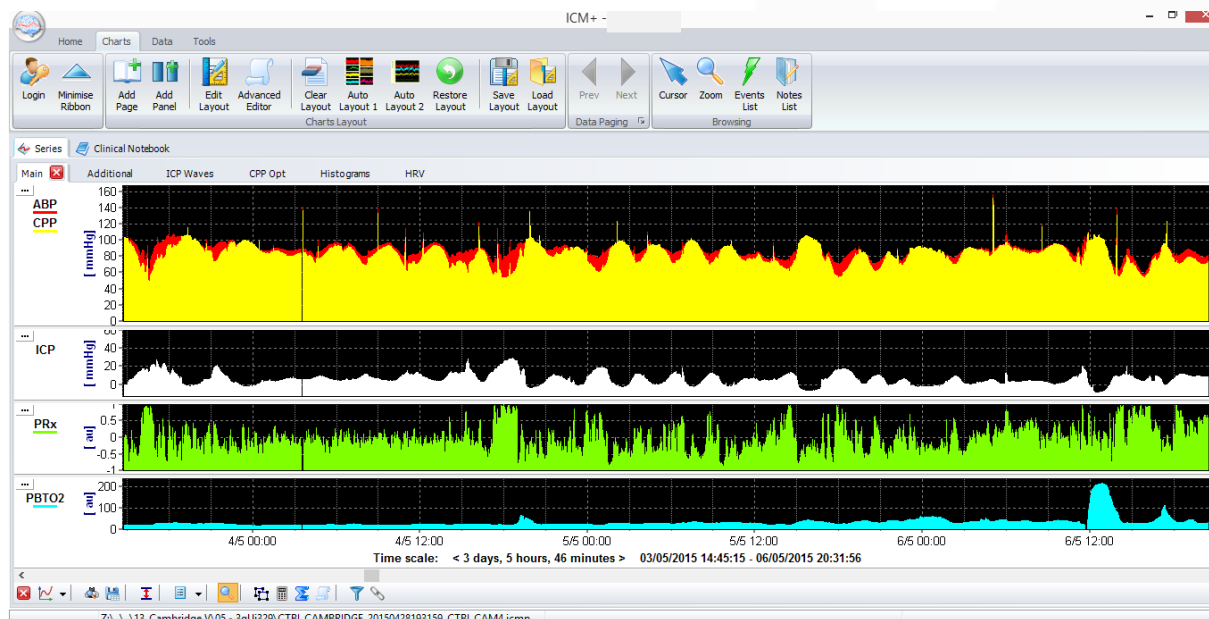 ICM+ -
Home Charts Data Tools
Login Minimise Ribbon Add Page Add Panel Edit Layout Advanced Editor Clear Layout Auto Layout 1 Auto Layout 2 Restore Layout Save Layout Load Layout Prev Next Cursor Zoom Events List Notes List
Charts Layout Data Paging Browsing
Series Clinical Notebook
Main Additional ICP Waves CPP Opt Histograms HRV
ABP
CPP
[ mmHg]
160
140
120
100
80
60
40
20
0
ICP
[ mmHg]
60
40
20
0
PRx
[ au]
1
0.5
0
-0.5
-1
PBTO2
[ au]
200
100
0
4/5 00:00 4/5 12:00 5/5 00:00 5/5 12:00 6/5 00:00 6/5 12:00
Time scale: < 3 days, 5 hours, 46 minutes > 03/05/2015 14:45:15 - 06/05/2015 20:31:56